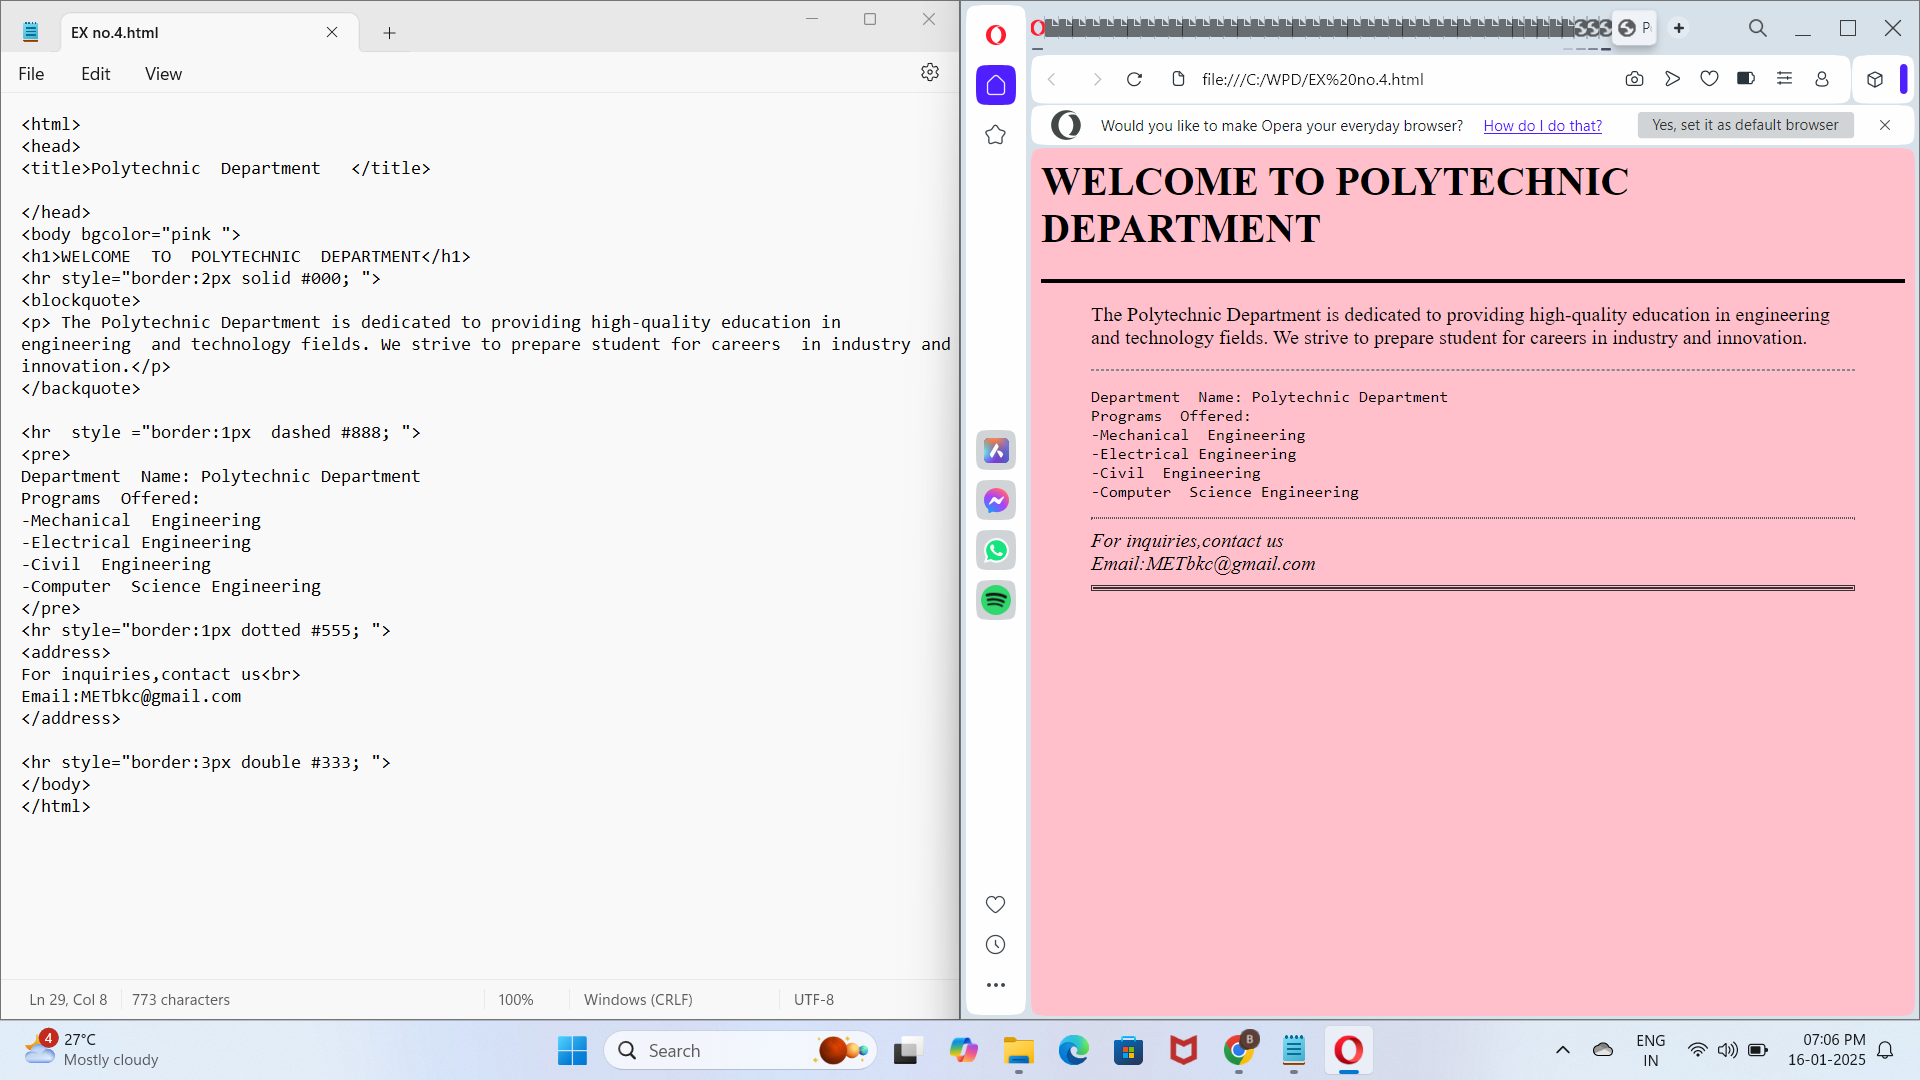 EX no.4.html
File Edit View
<html>
<head>
<title>Polytechnic  Department   </title>
</head>
<body bgcolor="pink ">
<h1>WELCOME  TO  POLYTECHNIC  DEPARTMENT</h1>
<hr style="border:2px solid #000; ">
<blockquote>
<p> The Polytechnic Department is dedicated to providing high-quality education in
engineering  and technology fields. We strive to prepare student for careers  in industry and
innovation.</p>
</backquote>
<hr  style ="border:1px  dashed #888; ">
<pre>
Department  Name: Polytechnic Department
Programs  Offered:
-Mechanical  Engineering
-Electrical Engineering
-Civil  Engineering
-Computer  Science Engineering
</pre>
<hr style="border:1px dotted #555; ">
<address>
For inquiries,contact us<br>
Email:METbkc@gmail.com
</address>
<hr style="border:3px double #333; ">
</body>
</html>
Ln 29, Col 8 773 characters 100% Windows (CRLF) UTF-8
P
file:///C:/WPD/EX%20no.4.html
Would you like to make Opera your everyday browser? How do I do that? Yes, set it as default browser
WELCOME TO POLYTECHNIC
DEPARTMENT
The Polytechnic Department is dedicated to providing high-quality education in engineering
and technology fields. We strive to prepare student for careers in industry and innovation.
Department  Name: Polytechnic Department
Programs  Offered:
-Mechanical  Engineering
-Electrical Engineering
-Civil  Engineering
-Computer  Science Engineering
For inquiries,contact us
Email:METbkc@gmail.com
4
27°C
Mostly cloudy
Search
B
ENG
IN
07:06 PM
16-01-2025